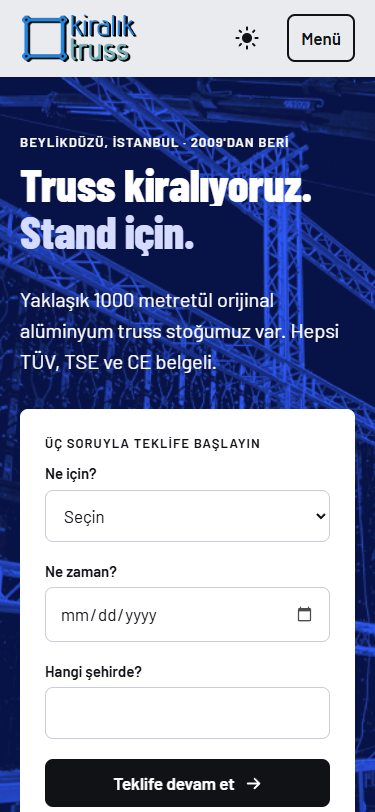 kiralık
truss
Menü
BEYLİKDÜZÜ, İSTANBUL · 2009'DAN BERİ
Truss kiralıyoruz.
Stand için.
Yaklaşık 1000 metretül orijinal
alüminyum truss stoğumuz var. Hepsi
TÜV, TSE ve CE belgeli.
ÜÇ SORUYLA TEKLİFE BAŞLAYIN
Ne için?
Seçin
Ne zaman?
mm/dd/yyyy
Hangi şehirde?
Teklife devam et →